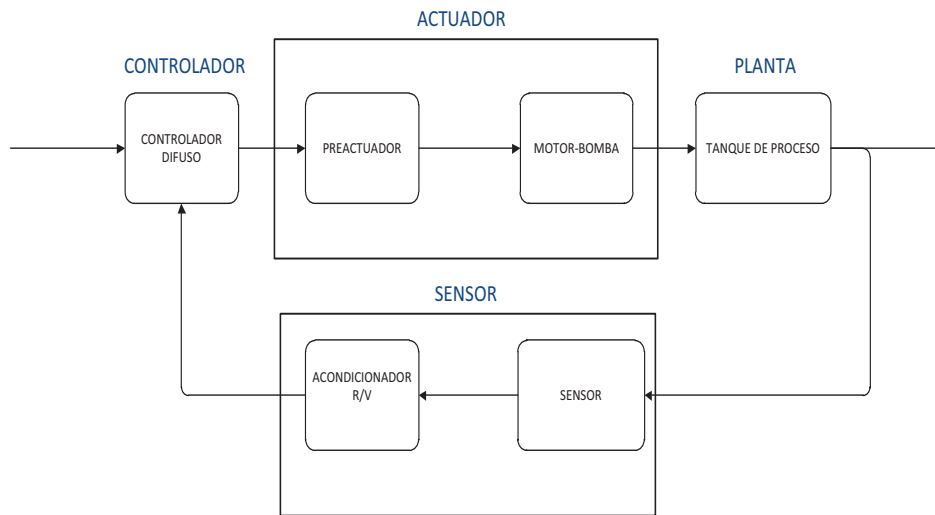 ACTUADOR
CONTROLADOR
PLANTA
CONTROLADOR
DIFUSO
PREACTUADOR
MOTOR-BOMBA
TANQUE DE PROCESO
SENSOR
ACONDICIONADOR
R/V
SENSOR